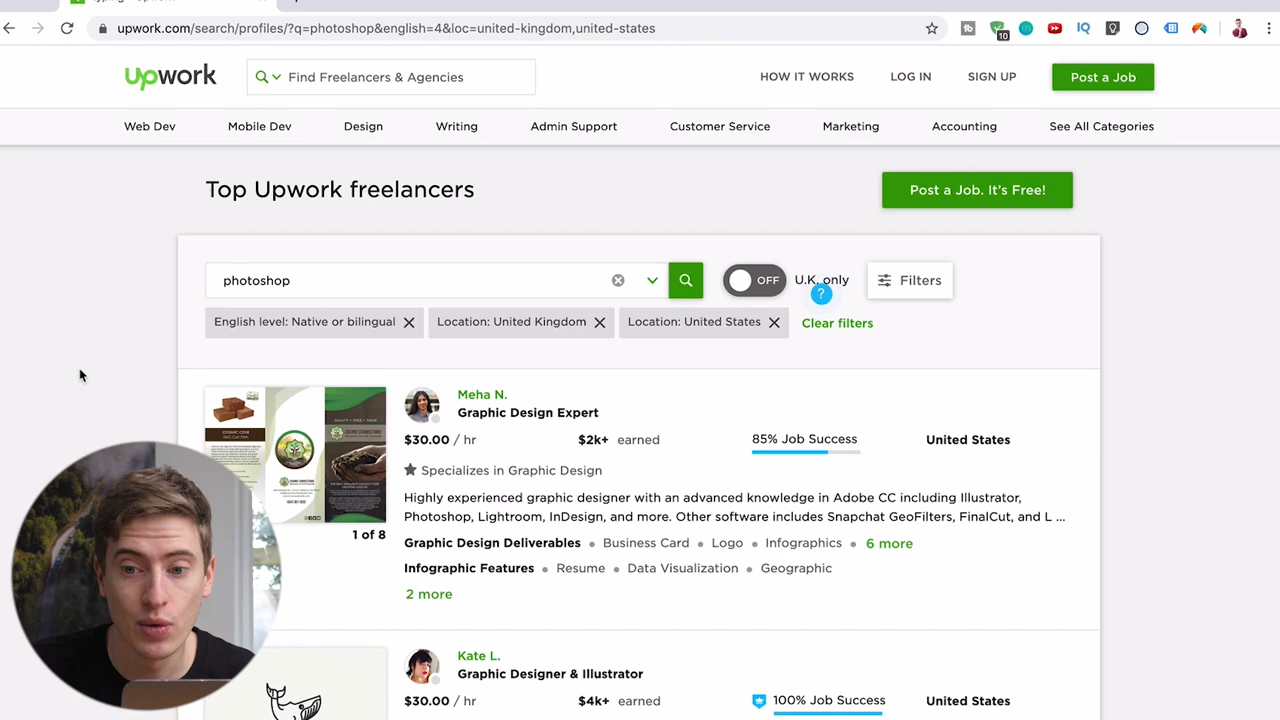 upwork.com/search/profiles/?q=photoshop&english=4&loc=united-kingdom,united-states
10
upwork
Find Freelancers & Agencies
HOW IT WORKS
LOG IN
SIGN UP
Post a Job
Web Dev
Mobile Dev
Design
Writing
Admin Support
Customer Service
Marketing
Accounting
See All Categories
Top Upwork freelancers
Post a Job. It's Free!
photoshop
OFF
U.K. only
?
Filters
English level: Native or bilingual
Location: United Kingdom
Location: United States
Clear filters
Meha N.
Graphic Design Expert
$30.00 / hr
$2k+ earned
85% Job Success
United States
Specializes in Graphic Design
Highly experienced graphic designer with an advanced knowledge in Adobe CC including Illustrator,
Photoshop, Lightroom, InDesign, and more. Other software includes Snapchat GeoFilters, FinalCut, and L ...
1 of 8
Graphic Design Deliverables • Business Card • Logo • Infographics • 6 more
Infographic Features • Resume • Data Visualization • Geographic
2 more
Kate L.
Graphic Designer & Illustrator
$30.00 / hr
$4k+ earned
100% Job Success
United States